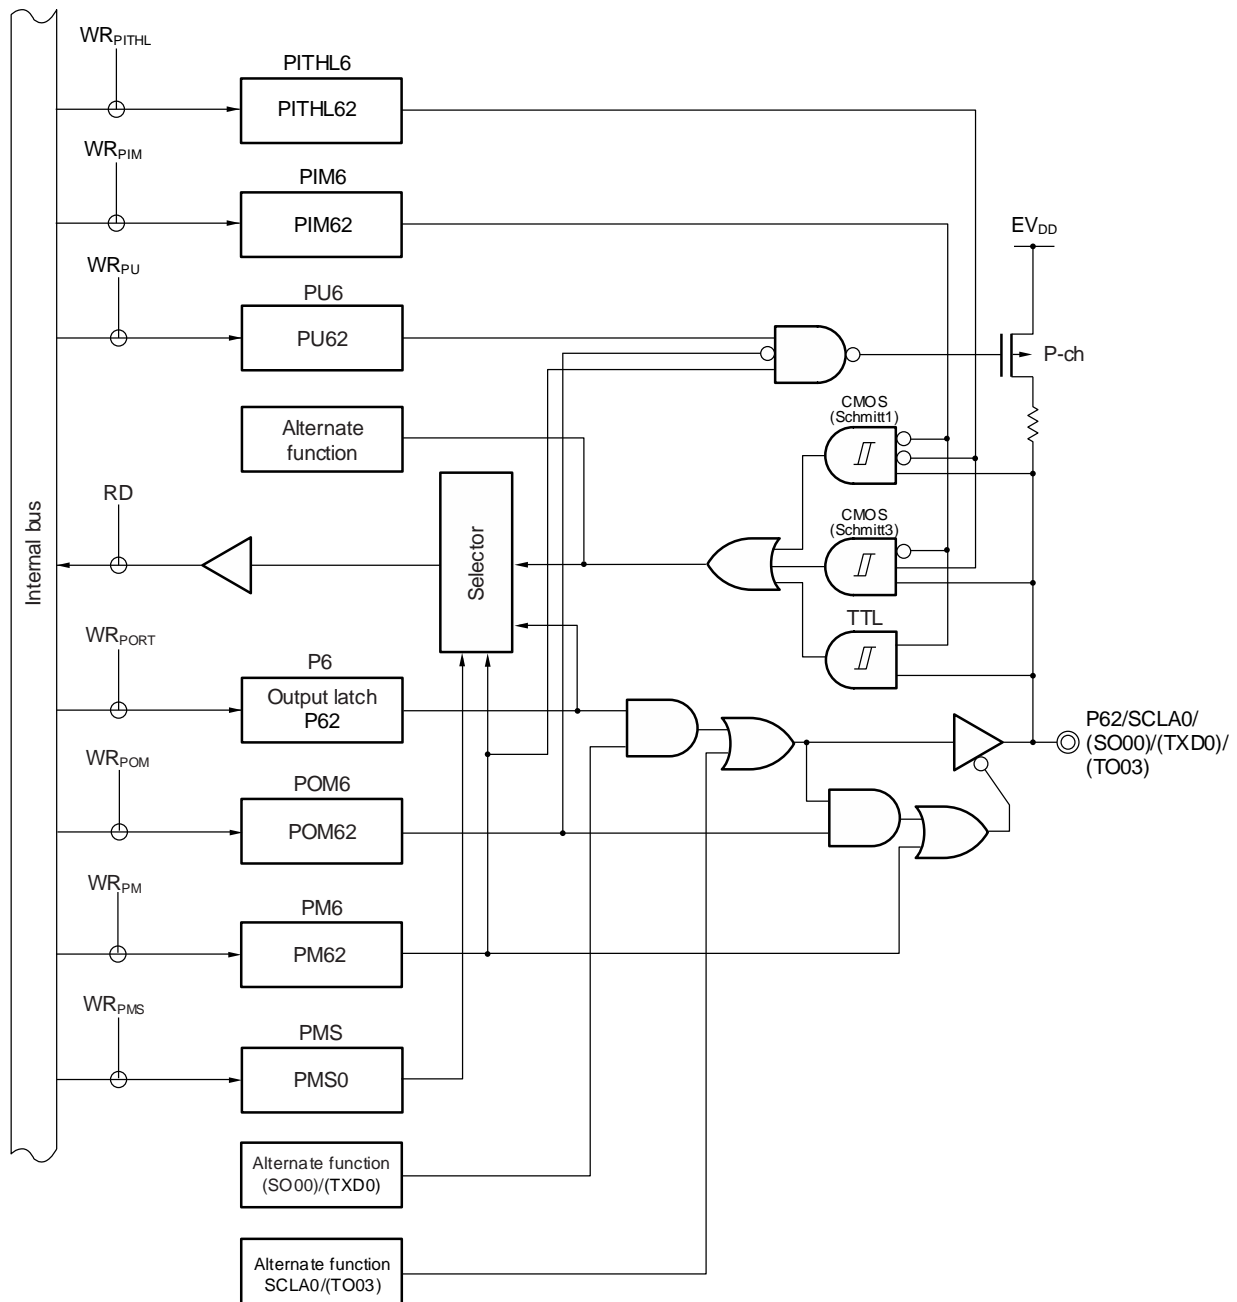 WRPITHL
PITHL6
PITHL62
WRPIM
PIM6
PIM62
EVDD
WRPU
PU6
PU62
P-ch
CMOS
(Schmitt1)
Alternate
function
RD
Internal bus
Selector
CMOS
(Schmitt3)
TTL
WRPORT
P6
Output latch
P62
P62/SCLA0/
(SO00)/(TXD0)/
(TO03)
WRPOM
POM6
POM62
WRPM
PM6
PM62
WRPMS
PMS
PMS0
Alternate function
(SO00)/(TXD0)
Alternate function
SCLA0/(TO03)